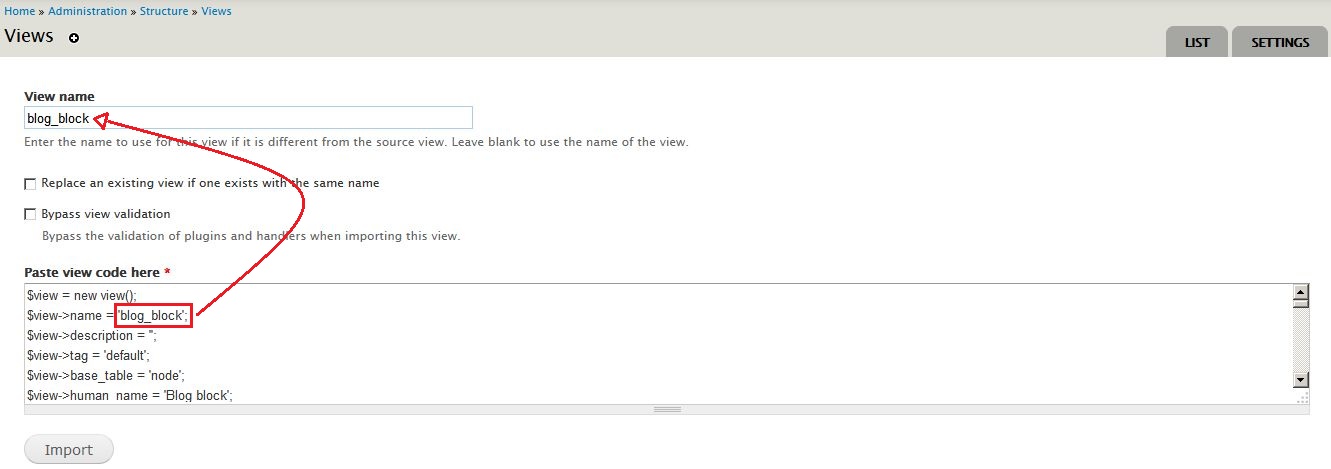 Home » Administration » Structure » Views
Views
LIST
SETTINGS
View name
blog_block
Enter the name to use for this view if it is different from the source view. Leave blank to use the name of the view.
Replace an existing view if one exists with the same name
Bypass view validation
Bypass the validation of plugins and handlers when importing this view.
Paste view code here *
$view = new view();
$view->name = 'blog_block';
$view->description = '';
$view->tag = 'default';
$view->base_table = 'node';
$view->human_name = 'Blog block';
Import